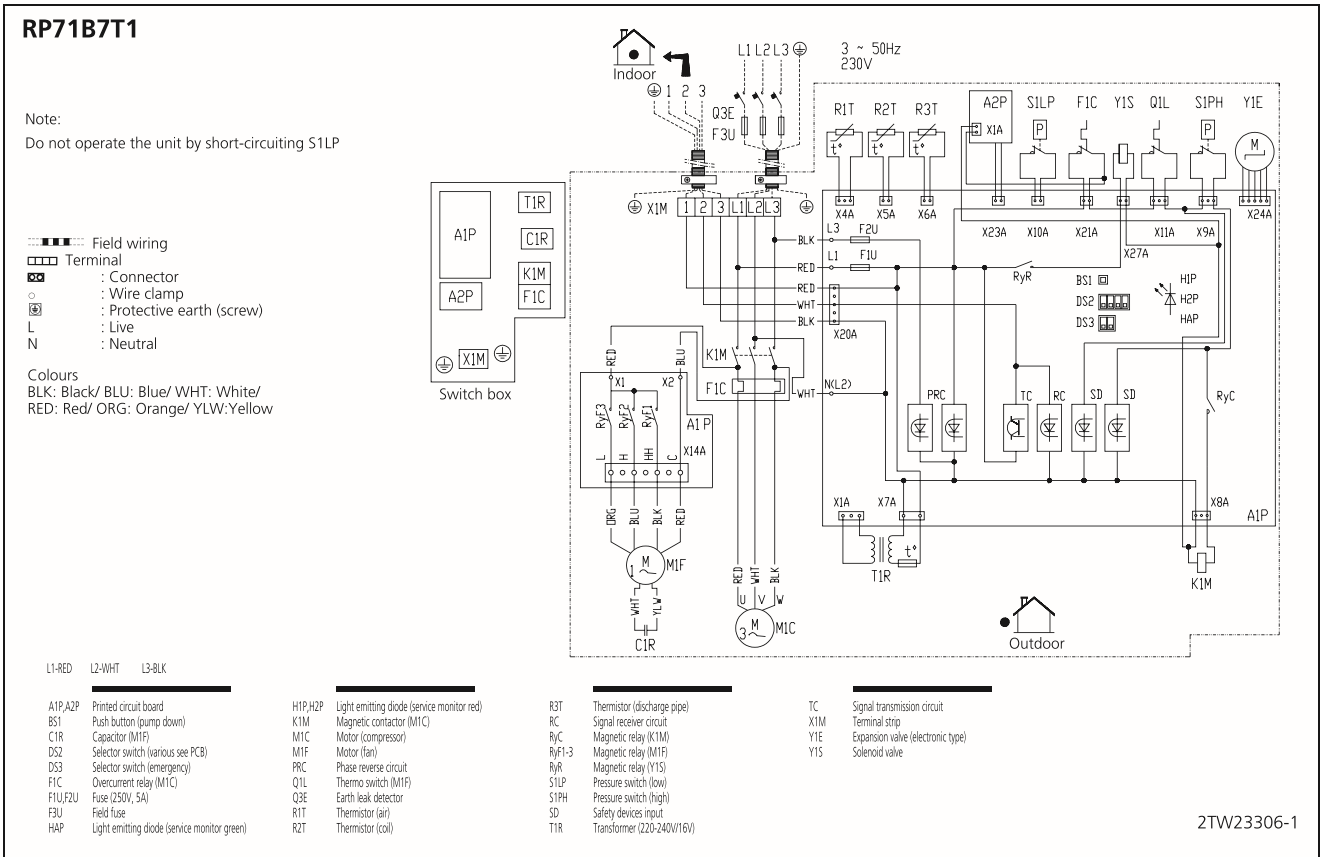 RP71B7T1
Note:
Do not operate the unit by short-circuiting S1LP
Field wiring
Terminal
: Connector
: Wire clamp
: Protective earth (screw)
L : Live
N : Neutral
Colours
BLK: Black/ BLU: Blue/ WHT: White/
RED: Red/ ORG: Orange/ YLW:Yellow
A1P
A2P
T1R
C1R
K1M
F1C
X1M
Switch box
Indoor
1 2 3
L1 L2 L3
3 ~ 50Hz
230V
Q3E
F3U
X1M 1 2 3 L1 L2 L3
R1T R2T R3T A2P S1LP F1C Y1S Q1L S1PH Y1E
X1A
P
P
M
t°
t°
t°
X4A X5A X6A X23A X10A X21A X27A X11A X9A X24A
L3 F2U
BLK
L1 F1U
RED
RED
WHT
BLK
X20A
RyR
BS1
DS2
DS3
H1P
H2P
HAP
K1M
F1C
WHT N(L2)
RED
BLU
X1 X2
RyF3 RyF2 RyF1
A1P
X14A
L H HH C
ORG BLU BLK RED
M
1 ~
M1F
WHT YLW
C1R
RED WHT BLK
U V W
M
3 ~
M1C
PRC TC RC SD SD
RyC
X1A X7A X8A
A1P
t°
T1R
K1M
Outdoor
L1-RED L2-WHT L3-BLK
A1P,A2P Printed circuit board
BS1 Push button (pump down)
C1R Capacitor (M1F)
DS2 Selector switch (various see PCB)
DS3 Selector switch (emergency)
F1C Overcurrent relay (M1C)
F1U,F2U Fuse (250V, 5A)
F3U Field fuse
HAP Light emitting diode (service monitor green)
H1P,H2P Light emitting diode (service monitor red)
K1M Magnetic contactor (M1C)
M1C Motor (compressor)
M1F Motor (fan)
PRC Phase reverse circuit
Q1L Thermo switch (M1F)
Q3E Earth leak detector
R1T Thermistor (air)
R2T Thermistor (coil)
R3T Thermistor (discharge pipe)
RC Signal receiver circuit
RyC Magnetic relay (K1M)
RyF1-3 Magnetic relay (M1F)
RyR Magnetic relay (Y1S)
S1LP Pressure switch (low)
S1PH Pressure switch (high)
SD Safety devices input
T1R Transformer (220-240V/16V)
TC Signal transmission circuit
X1M Terminal strip
Y1E Expansion valve (electronic type)
Y1S Solenoid valve
2TW23306-1